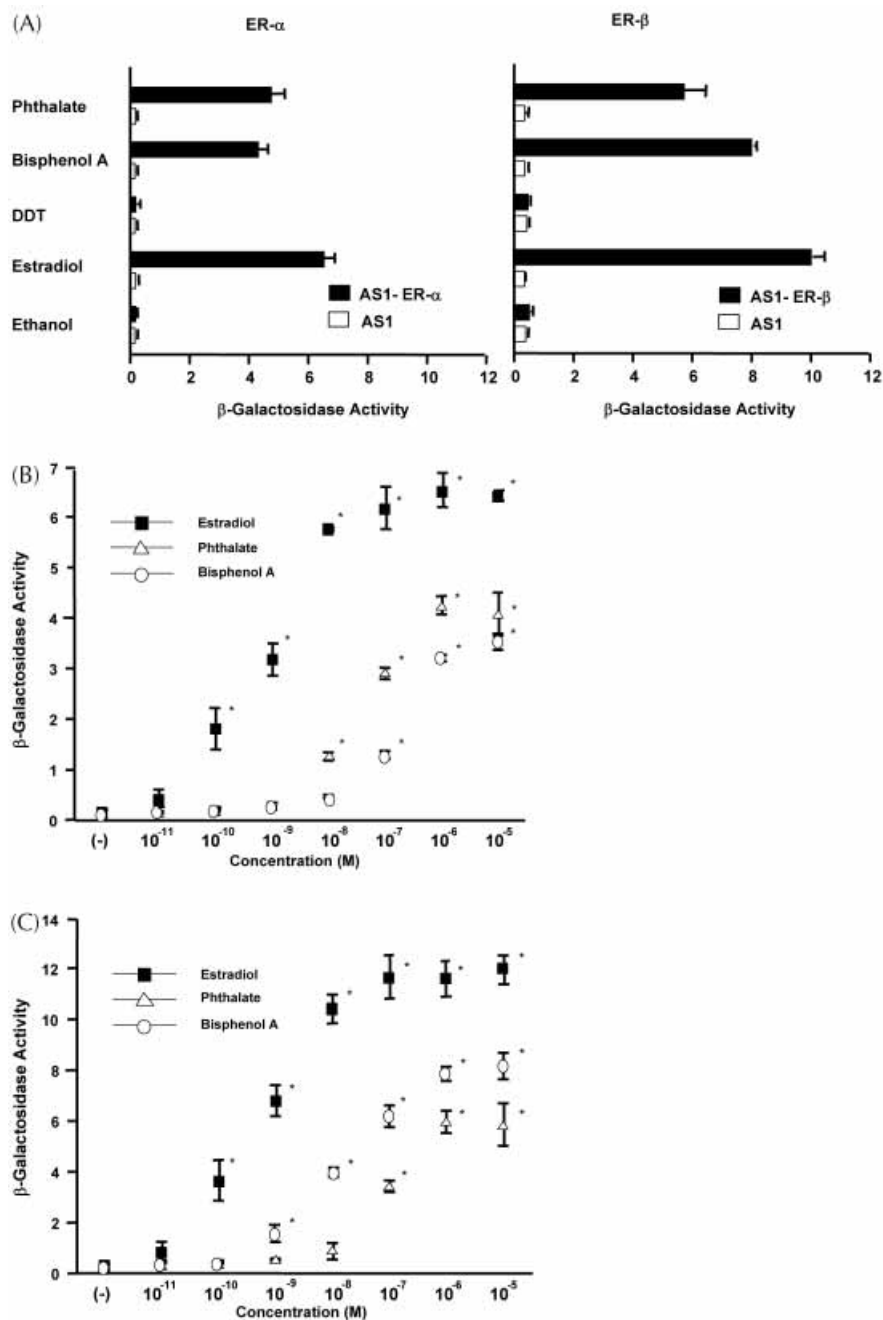 (A)
ER-α
ER-β
Phthalate
Bisphenol A
DDT
Estradiol
Ethanol
AS1- ER-α
AS1
0 2 4 6 8 10 12
β-Galactosidase Activity
AS1- ER-β
AS1
0 2 4 6 8 10 12
β-Galactosidase Activity
(B)
7
6
5
4
3
2
1
0
β-Galactosidase Activity
Estradiol
Phthalate
Bisphenol A
* * * * * * * * * * * *
(-) 10⁻¹¹ 10⁻¹⁰ 10⁻⁹ 10⁻⁸ 10⁻⁷ 10⁻⁶ 10⁻⁵
Concentration (M)
(C)
14
12
10
8
6
4
2
0
β-Galactosidase Activity
Estradiol
Phthalate
Bisphenol A
* * * * * * * * * * * * * *
(-) 10⁻¹¹ 10⁻¹⁰ 10⁻⁹ 10⁻⁸ 10⁻⁷ 10⁻⁶ 10⁻⁵
Concentration (M)